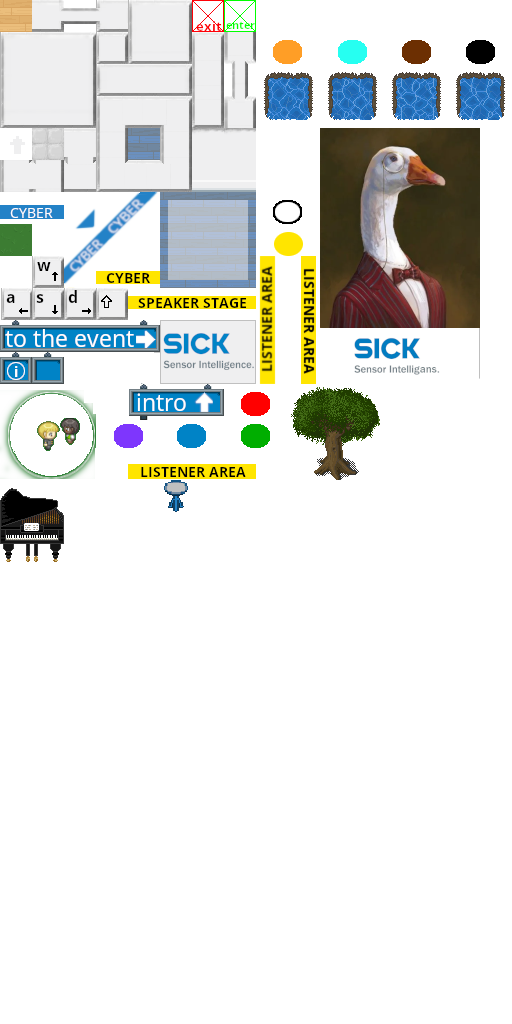 exit
enter
CYBER
CYBER
CYBER
W
CYBER
a
s
d
SPEAKER STAGE
LISTENER AREA
LISTENER AREA
to the event
SICK
Sensor Intelligence.
SICK
Sensor Intelligans.
i
intro
LISTENER AREA